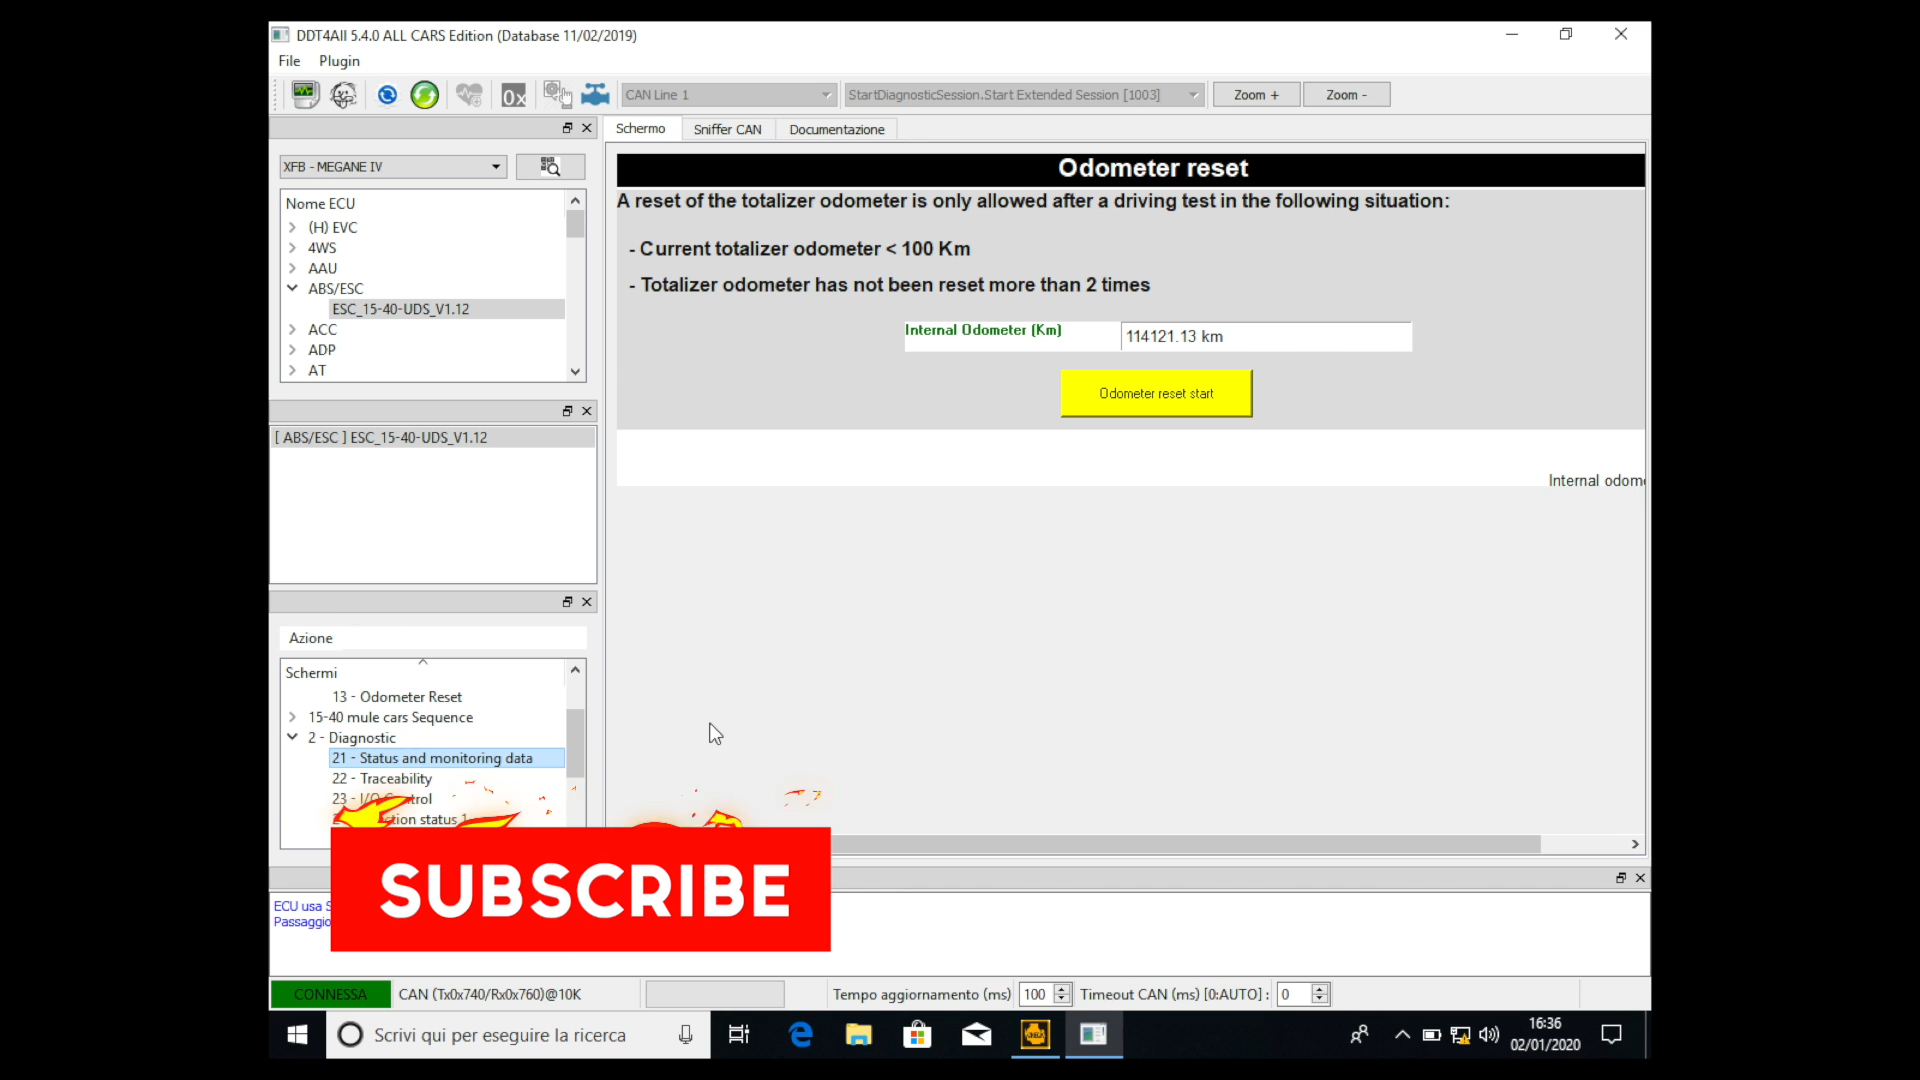 DDT4All 5.4.0 ALL CARS Edition (Database 11/02/2019)
File Plugin
0x
CAN Line 1
StartDiagnosticSession.Start Extended Session [1003]
Zoom +
Zoom -
Schermo
Sniffer CAN
Documentazione
XFB - MEGANE IV
Nome ECU
(H) EVC
4WS
AAU
ABS/ESC
ESC_15-40-UDS_V1.12
ACC
ADP
AT
Odometer reset
A reset of the totalizer odometer is only allowed after a driving test in the following situation:
- Current totalizer odometer < 100 Km
- Totalizer odometer has not been reset more than 2 times
Internal Odometer (Km)
114121.13 km
Odometer reset start
Internal odom
[ ABS/ESC ] ESC_15-40-UDS_V1.12
Azione
Schermi
13 - Odometer Reset
15-40 mule cars Sequence
2 - Diagnostic
21 - Status and monitoring data
22 - Traceability
23 - I/O
status
SUBSCRIBE
ECU usa
Passaggio
CONNESSA
CAN (Tx0x740/Rx0x760)@10K
Tempo aggiornamento (ms)
100
Timeout CAN (ms) [0:AUTO] :
0
Scrivi qui per eseguire la ricerca
16:36
02/01/2020